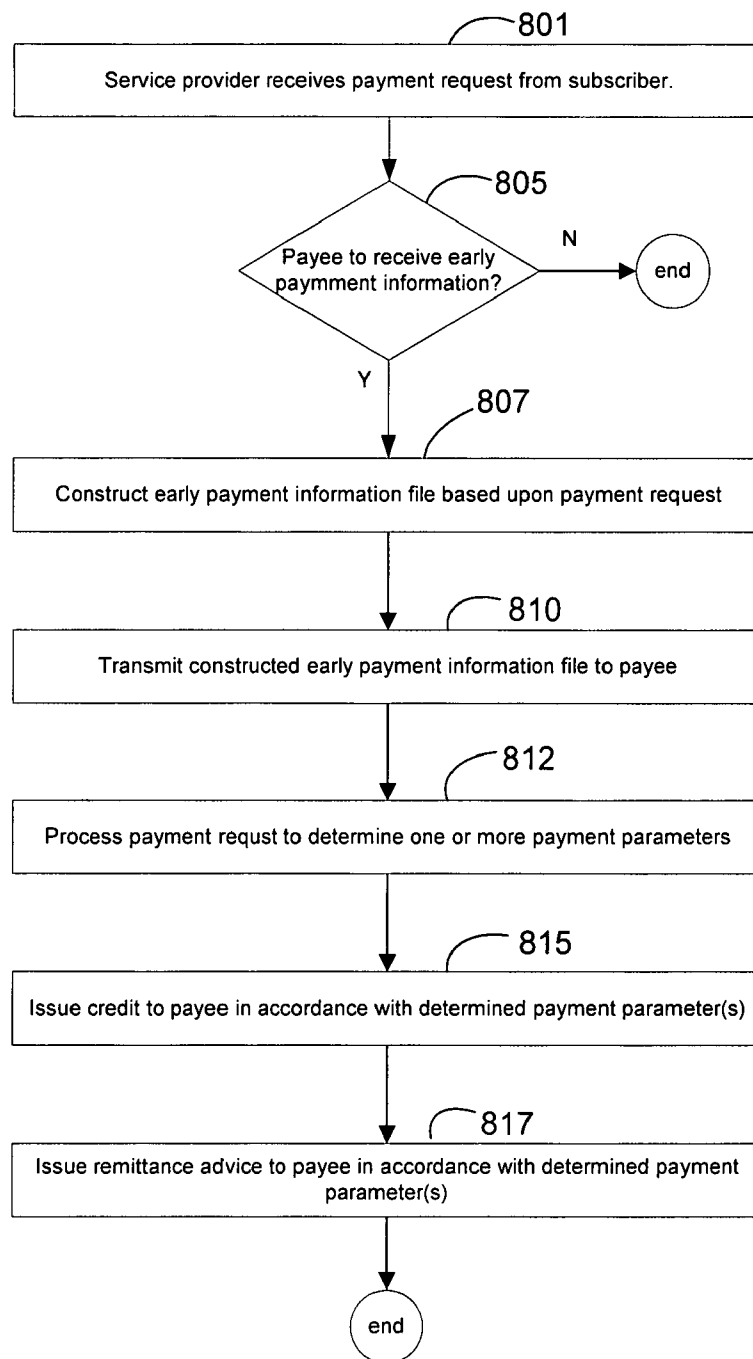 801
Service provider receives payment request from subscriber.
805
Payee to receive early
paymment information?
N
end
Y
807
Construct early payment information file based upon payment request
810
Transmit constructed early payment information file to payee
812
Process payment requst to determine one or more payment parameters
815
Issue credit to payee in accordance with determined payment parameter(s)
817
Issue remittance advice to payee in accordance with determined payment
parameter(s)
end